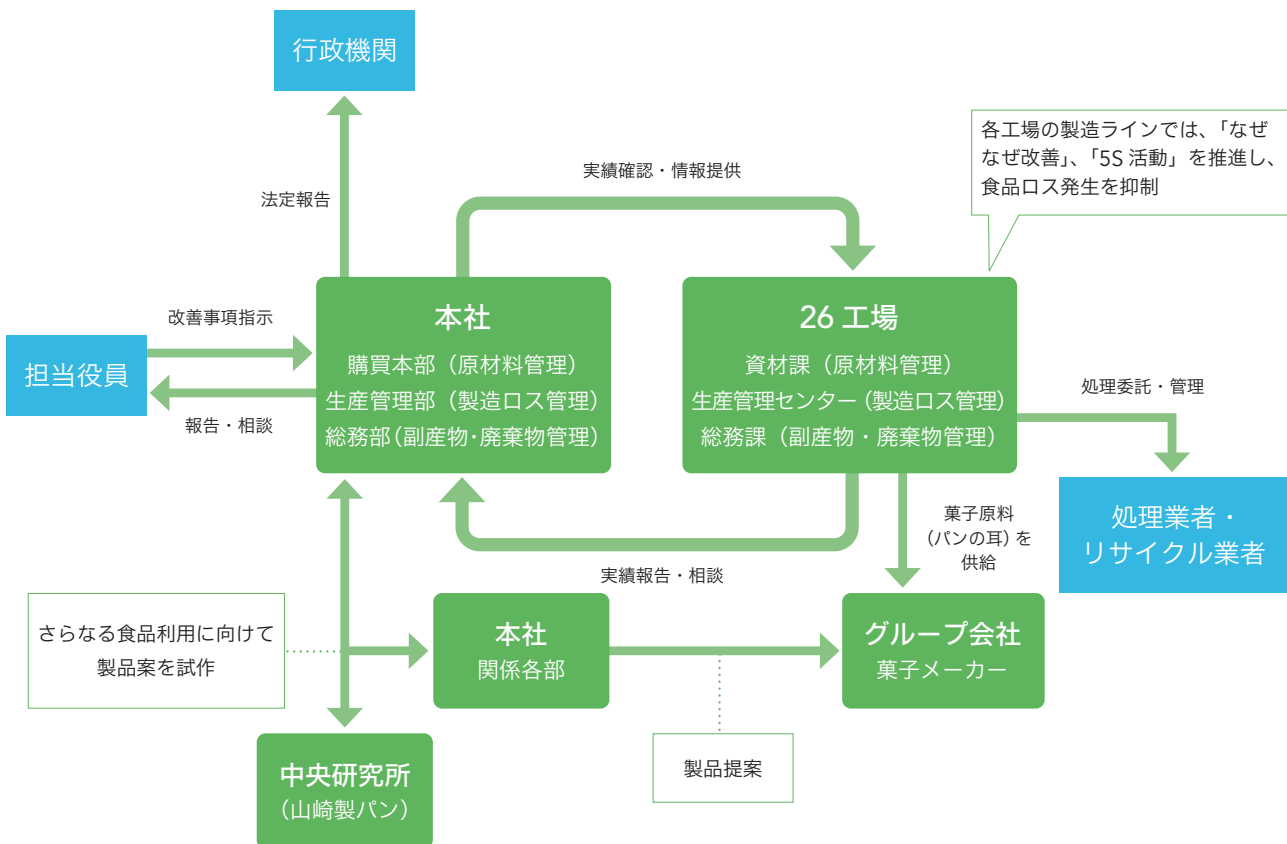 行政機関
各工場の製造ラインでは、「なぜ
なぜ改善」、「5S 活動」を推進し、
食品ロス発生を抑制
実績確認・情報提供
法定報告
本社
購買本部（原材料管理）
生産管理部（製造ロス管理）
総務部（副産物・廃棄物管理）
26 工場
資材課（原材料管理）
生産管理センター（製造ロス管理）
総務課（副産物・廃棄物管理）
改善事項指示
担当役員
報告・相談
処理委託・管理
処理業者・
リサイクル業者
菓子原料
（パンの耳）を
供給
実績報告・相談
さらなる食品利用に向けて
製品案を試作
本社
関係各部
グループ会社
菓子メーカー
製品提案
中央研究所
（山崎製パン）